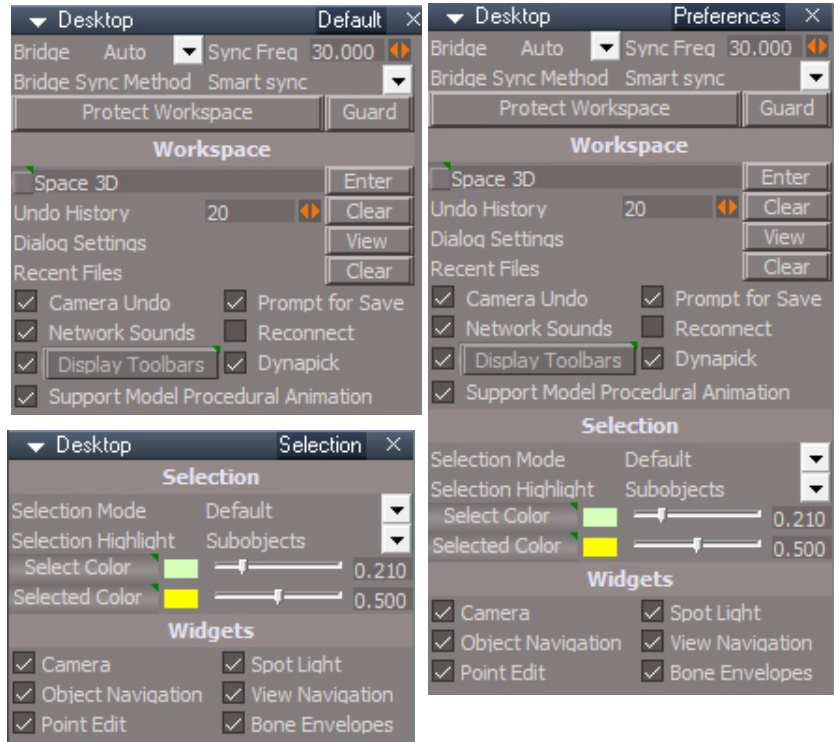 Desktop Default
Bridge Auto Sync Freq 30.000
Bridge Sync Method Smart sync
Protect Workspace Guard
Workspace
Space 3D Enter
Undo History 20 Clear
Dialog Settings View
Recent Files Clear
Camera Undo Prompt for Save
Network Sounds Reconnect
Display Toolbars Dynapick
Support Model Procedural Animation
Desktop Selection
Selection
Selection Mode Default
Selection Highlight Subobjects
Select Color 0.210
Selected Color 0.500
Widgets
Camera Spot Light
Object Navigation View Navigation
Point Edit Bone Envelopes
Desktop Preferences
Bridge Auto Sync Freq 30.000
Bridge Sync Method Smart sync
Protect Workspace Guard
Workspace
Space 3D Enter
Undo History 20 Clear
Dialog Settings View
Recent Files Clear
Camera Undo Prompt for Save
Network Sounds Reconnect
Display Toolbars Dynapick
Support Model Procedural Animation
Selection
Selection Mode Default
Selection Highlight Subobjects
Select Color 0.210
Selected Color 0.500
Widgets
Camera Spot Light
Object Navigation View Navigation
Point Edit Bone Envelopes